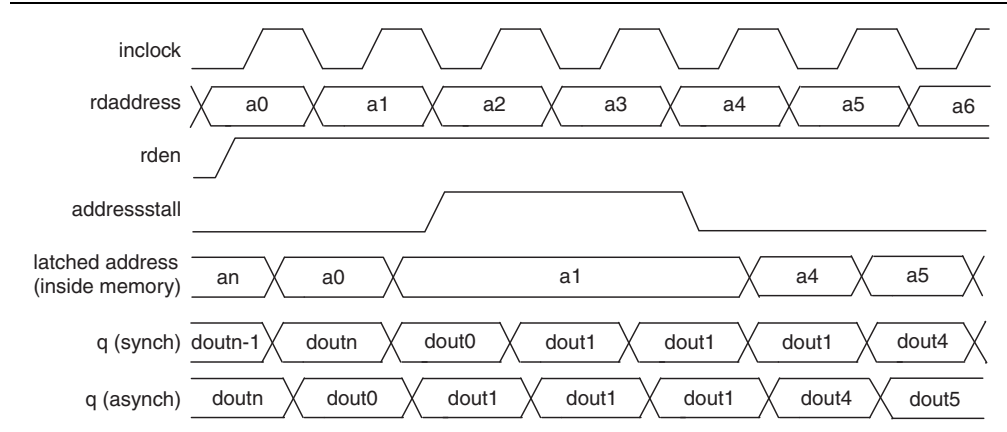 inclock
rdaddress a0 a1 a2 a3 a4 a5 a6
rden
addressstall
latched address
(inside memory) an a0 a1 a4 a5
q (synch) doutn-1 doutn dout0 dout1 dout1 dout1 dout4
q (asynch) doutn dout0 dout1 dout1 dout1 dout4 dout5